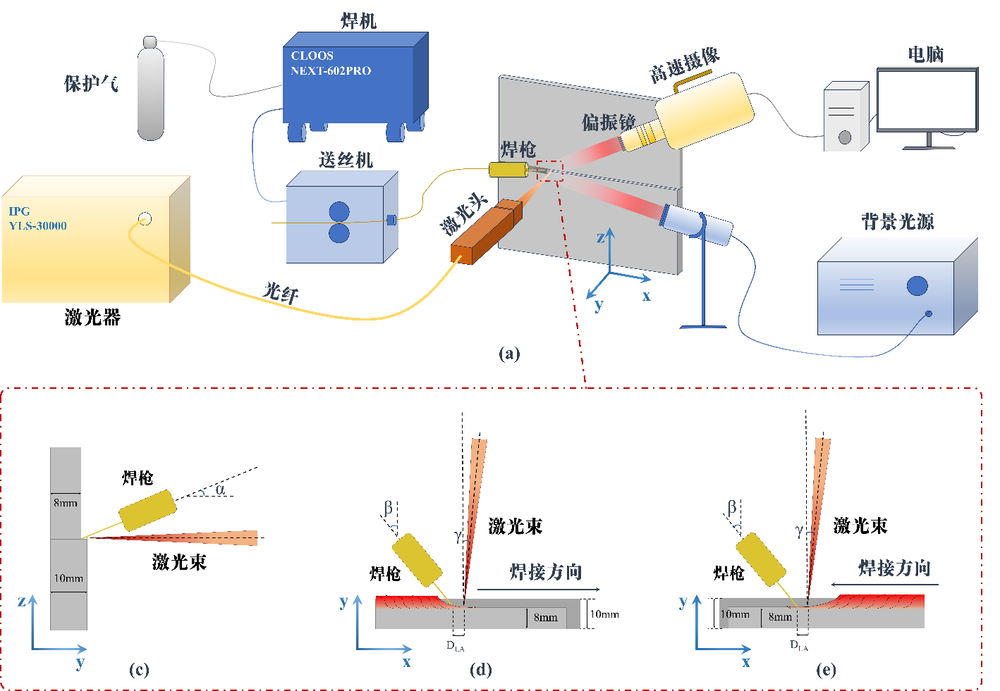 焊机
保护气
CLOOS
NEXT-602PRO
高速摄像
电脑
偏振镜
焊枪
送丝机
IPG
YLS-30000
激光头
背景光源
z
x
y
光纤
激光器
(a)
焊枪
α
8mm
激光束
10mm
z
y
(c)
β
γ
激光束
焊枪
焊接方向
y
8mm
10mm
D_LA
x
(d)
β
γ
激光束
焊枪
焊接方向
y
10mm
8mm
D_LA
x
(e)